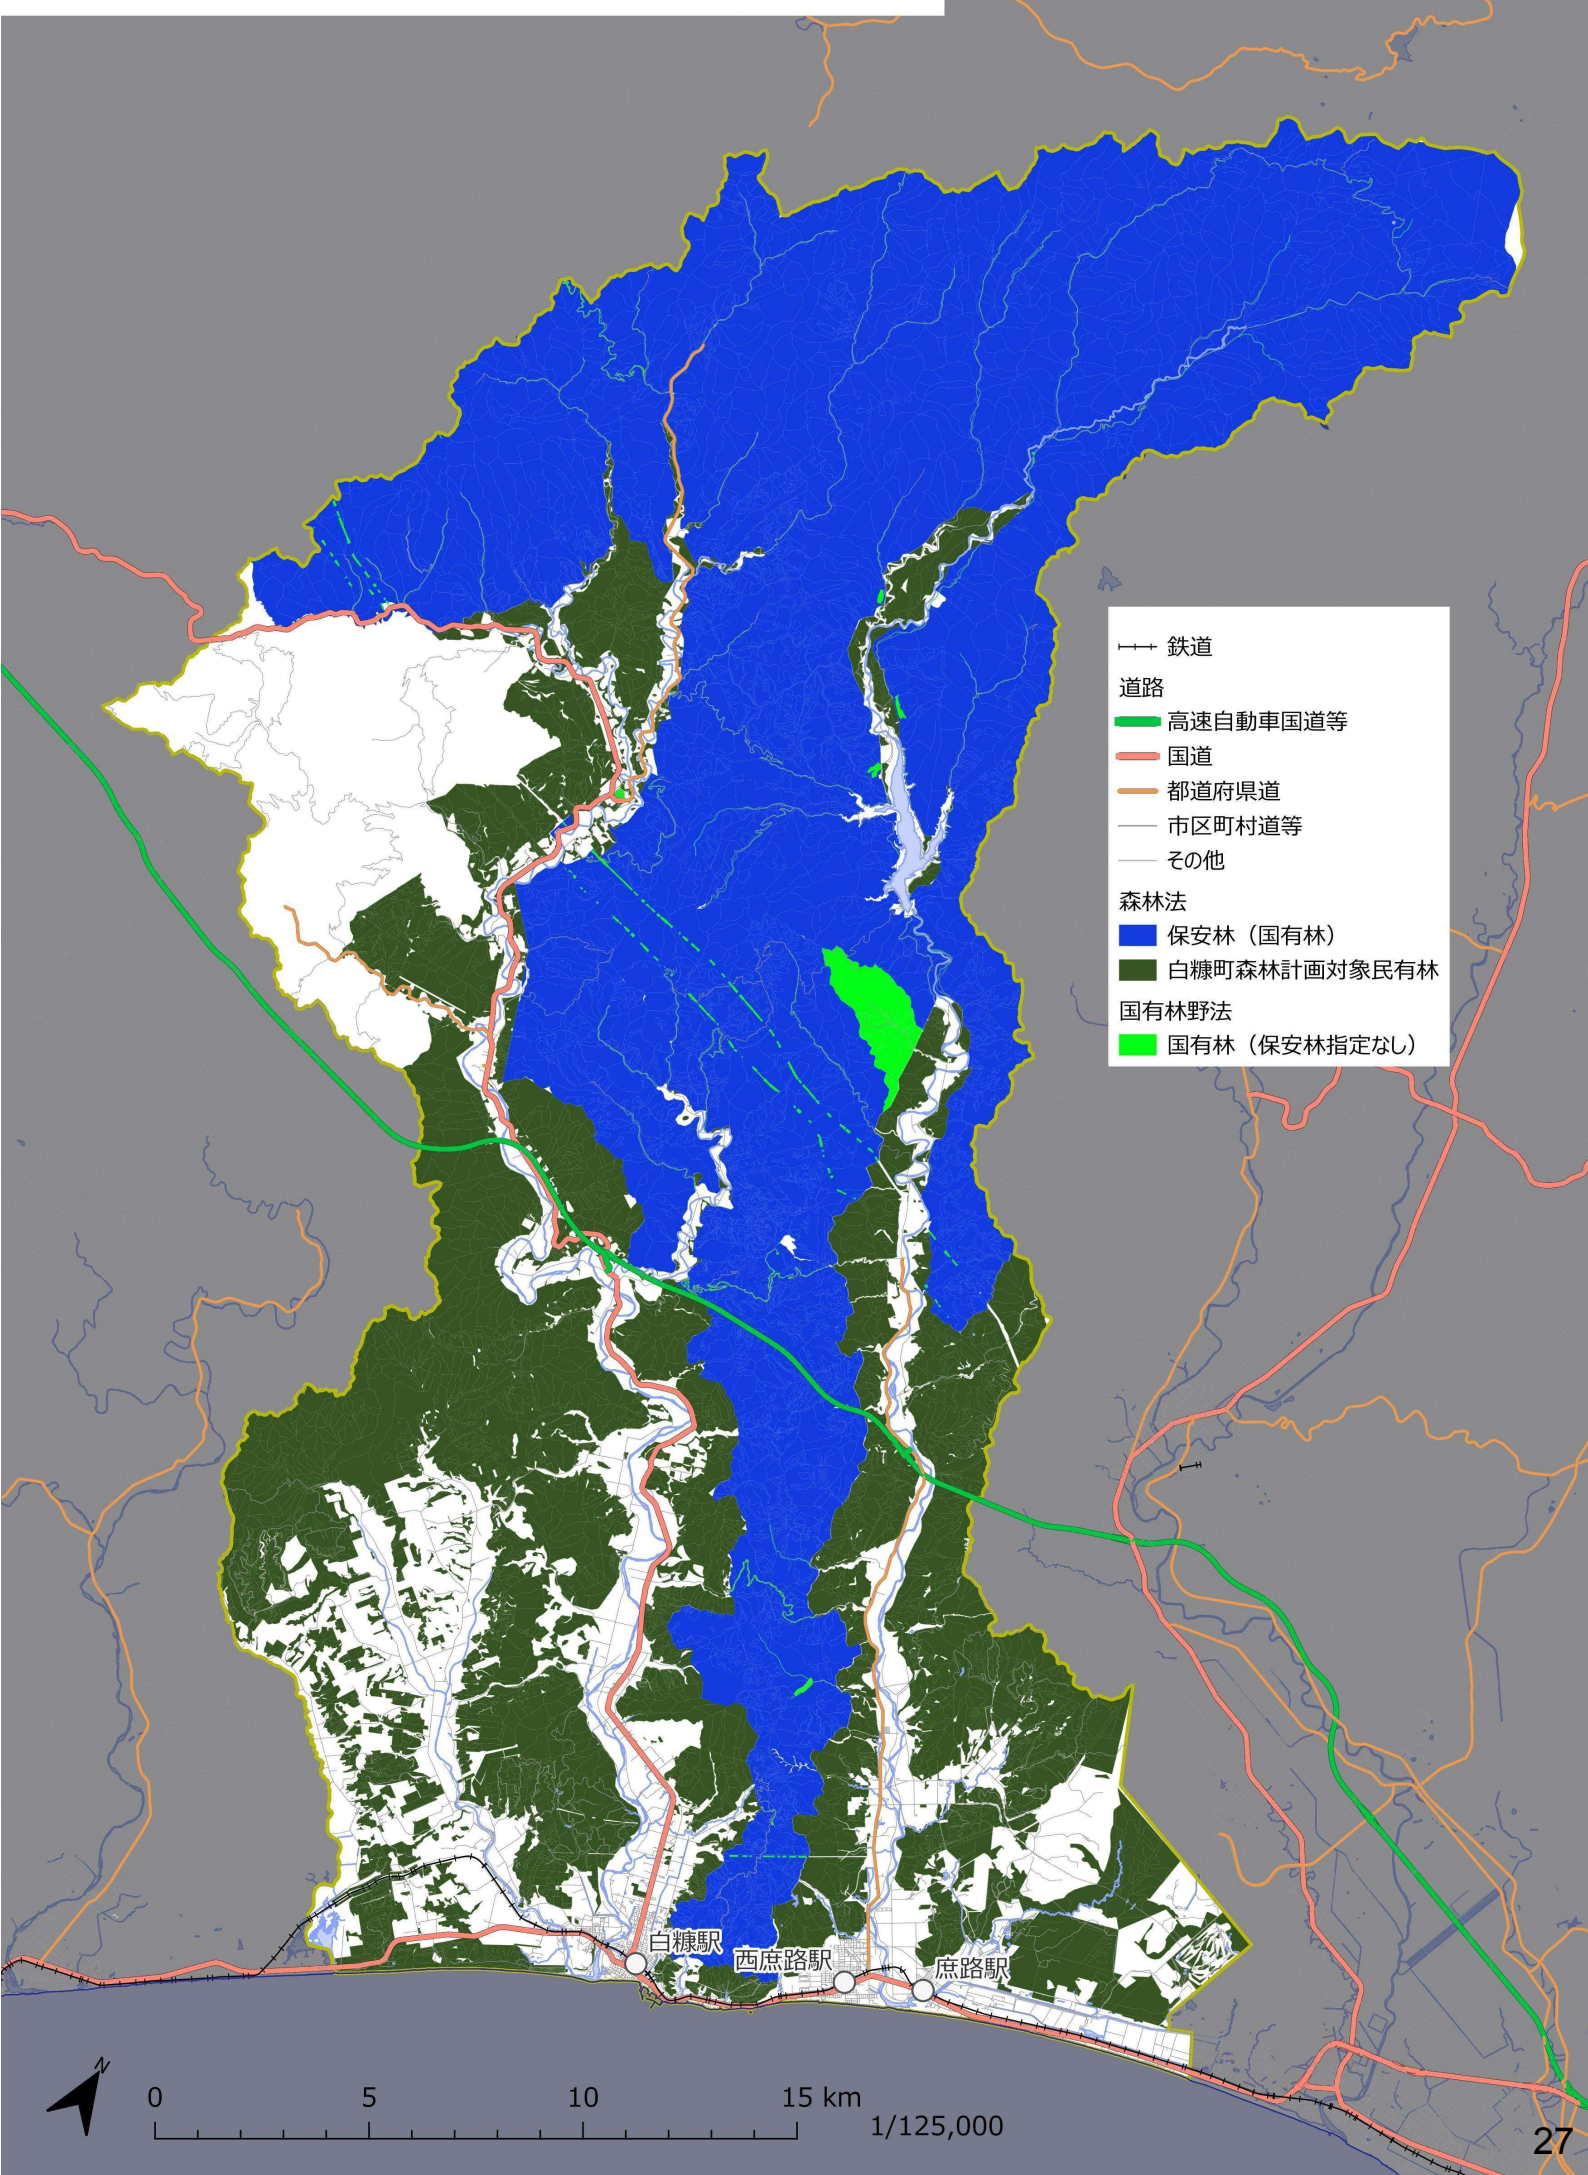 鉄道
道路
高速自動車国道等
国道
都道府県道
市区町村道等
その他
森林法
保安林（国有林）
白糠町森林計画対象民有林
国有林野法
国有林（保安林指定なし）
白糠駅
西庶路駅
庶路駅
N
0 5 10 15 km
1/125,000
27